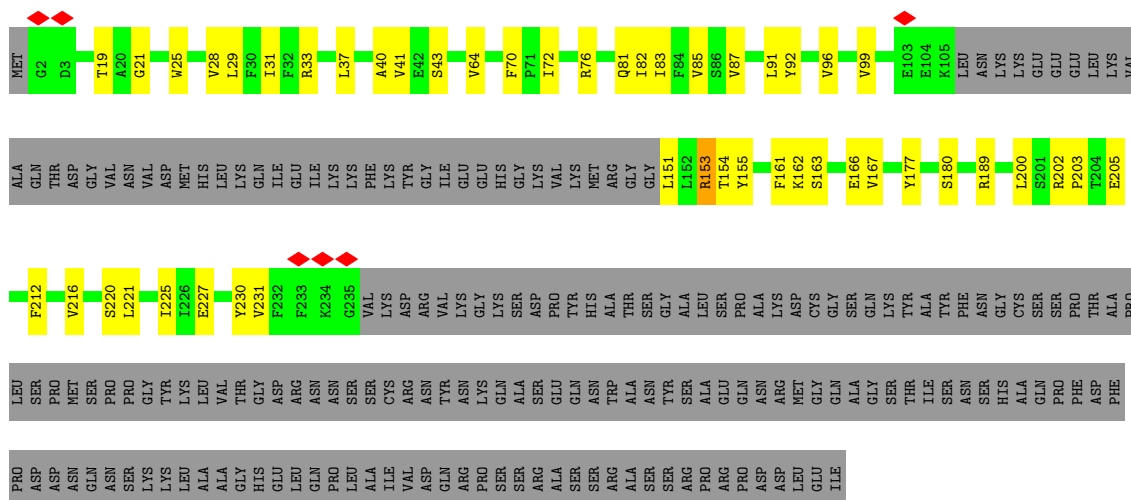 MET G2 D3 T19 A20 G21 W25 V28 L29 F30 I31 F32 R33 L37 A40 V41 E42 S43 V64 F70 P71 I72 R76 Q81 I82 I83 F84 V85 S86 V87 L91 Y92 V96 V99 E103 E104 K105 LEU ASN LYS LYS GLU GLU GLU LEU LYS VAL
ALA GLN THR ASP GLY VAL ASN VAL ASP MET HIS LEU LYS GLN ILE GLU ILE LYS LYS PHE LYS TYR GLY ILE GLU GLU HIS GLY LYS VAL LYS MET ARG GLY GLY L151 L152 R153 T154 Y155 F161 K162 S163 E166 V167 Y177 S180 R189 L200 S201 R202 P203 T204 E205
F212 V216 S220 L221 I225 I226 E227 Y230 V231 F232 F233 K234 G235 VAL LYS ASP ARG VAL LYS GLY LYS SER ASP PRO TYR HIS ALA THR SER GLY ALA LEU SER PRO ALA LYS ASP CYS GLY SER GLN LYS TYR ALA TYR PHE ASN GLY CYS SER SER PRO THR ALA PRO
LEU SER PRO MET SER PRO PRO GLY TYR LYS LEU VAL THR GLY ASP ARG ASN ASN SER SER CYS ARG ASN TYR ASN LYS GLN ALA SER GLU GLN ASN TRP ALA ASN TYR SER ALA GLU GLN ASN ARG MET GLY GLN ALA GLY SER THR ILE SER ASN SER HIS ALA GLN PRO PHE ASP PHE
PRO ASP ASP ASN GLN ASN SER LYS LYS LEU ALA ALA GLY HIS GLU LEU GLN PRO LEU ALA ILE VAL ASP GLN ARG PRO SER SER ARG ALA SER SER ARG ALA SER SER ARG PRO ARG PRO ASP ASP LEU GLU ILE